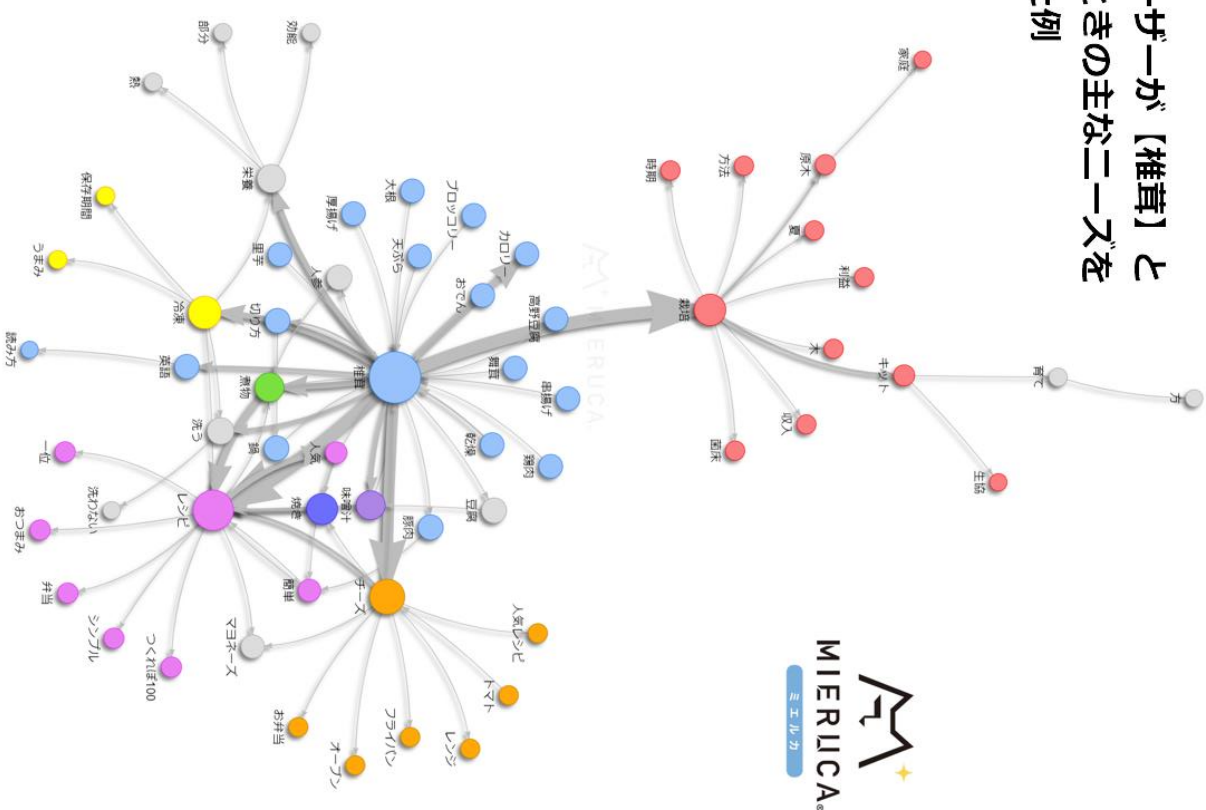 ーザーが【椎茸】と
きの主なニーズを
例
MIERUCA®
ミエルカ
方
育て
生協
家庭
キット
利益
木
原木
夏
収入
方法
菌床
栽培
時期
MIERUCA
高野豆腐
串揚げ
鶏肉
カロリー
舞茸
人気レシピ
ブロッコリー
おでん
乾燥
豆腐
トマト
大根
天ぷら
豚肉
レンジ
厚揚げ
椎茸
チーズ
フライパン
人参
味噌汁
オーブン
里芋
人気
焼き
簡単
お弁当
効能
栄養
切り方
煮物
鍋
マヨネーズ
部分
冷凍
洗う
レシピ
熱
英語
つくれぽ100
保存期間
洗わない
シンプル
うまみ
一位
弁当
読み方
おつまみ